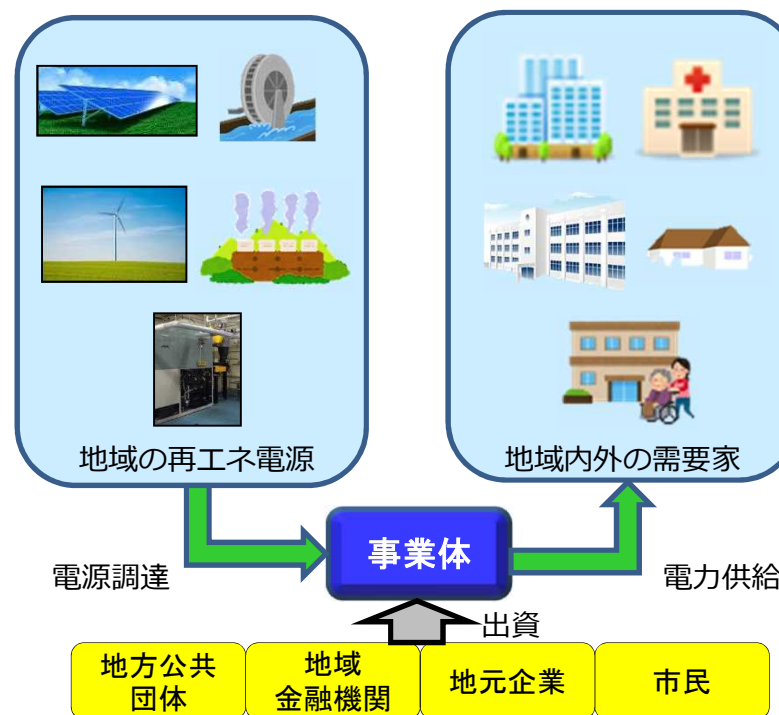 地域の再エネ電源
地域内外の需要家
事業体
電源調達
電力供給
出資
地方公共
団体
地域
金融機関
地元企業
市民